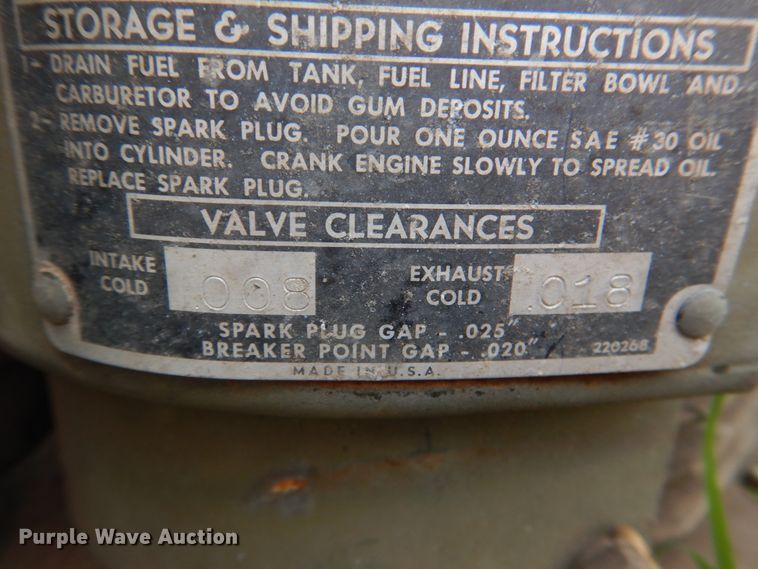 STORAGE & SHIPPING INSTRUCTIONS
1- DRAIN FUEL FROM TANK, FUEL LINE, FILTER BOWL AND
CARBURETOR TO AVOID GUM DEPOSITS.
2- REMOVE SPARK PLUG. POUR ONE OUNCE SAE #30 OIL
INTO CYLINDER. CRANK ENGINE SLOWLY TO SPREAD OIL.
REPLACE SPARK PLUG.
VALVE CLEARANCES
INTAKE COLD .008 EXHAUST COLD .018
SPARK PLUG GAP - .025"
BREAKER POINT GAP - .020" 220268
MADE IN U.S.A.
Purple Wave Auction